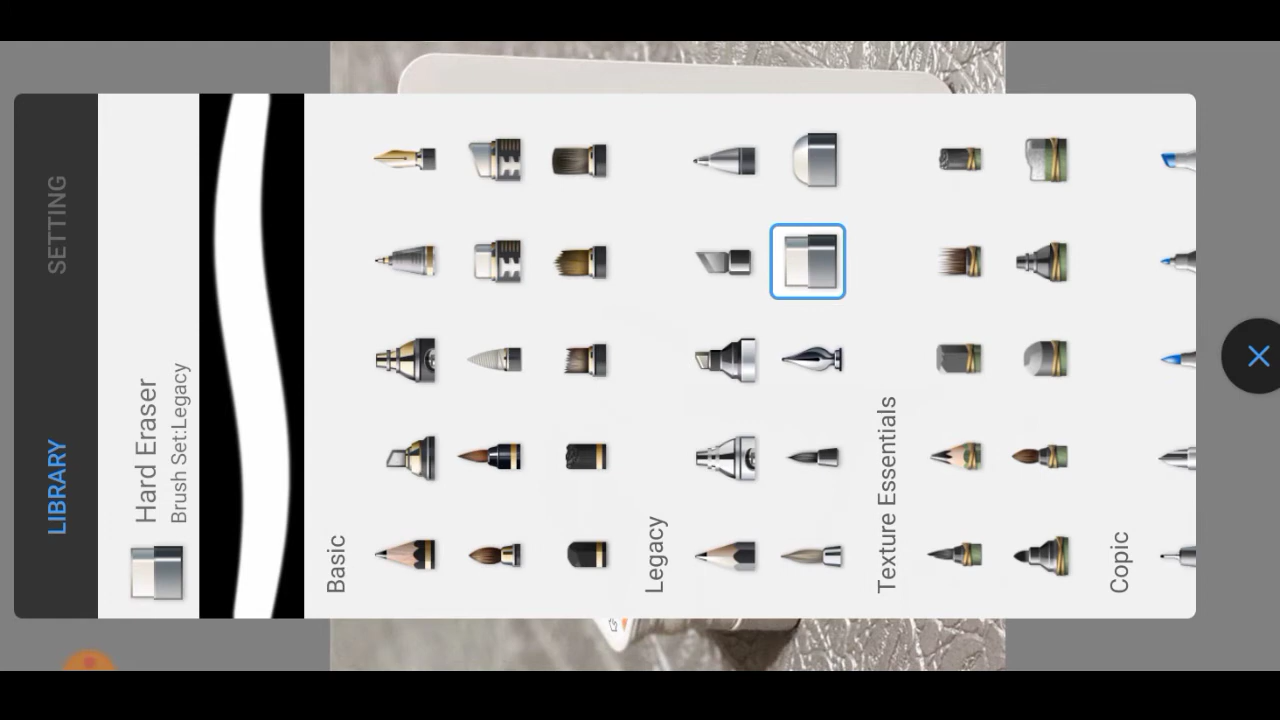 LIBRARY
SETTING
Hard Eraser
Brush Set:Legacy
Basic
Legacy
Texture Essentials
Copic